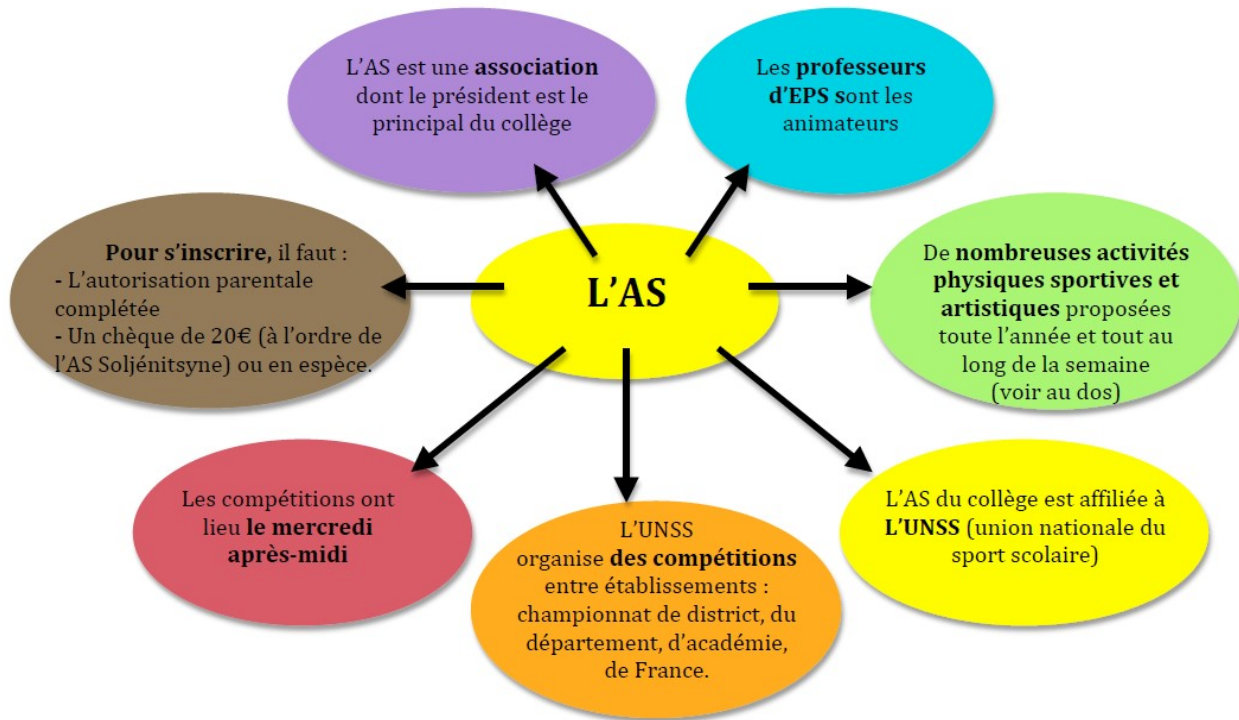 L'AS est une association
dont le président est le
principal du collège
Les professeurs
d'EPS sont les
animateurs
Pour s'inscrire, il faut :
- L'autorisation parentale
complétée
- Un chèque de 20€ (à l'ordre de
l'AS Soljénitsyne) ou en espèce.
L'AS
De nombreuses activités
physiques sportives et
artistiques proposées
toute l'année et tout au
long de la semaine
(voir au dos)
Les compétitions ont
lieu le mercredi
après-midi
L'UNSS
organise des compétitions
entre établissements :
championnat de district, du
département, d'académie,
de France.
L'AS du collège est affiliée à
L'UNSS (union nationale du
sport scolaire)